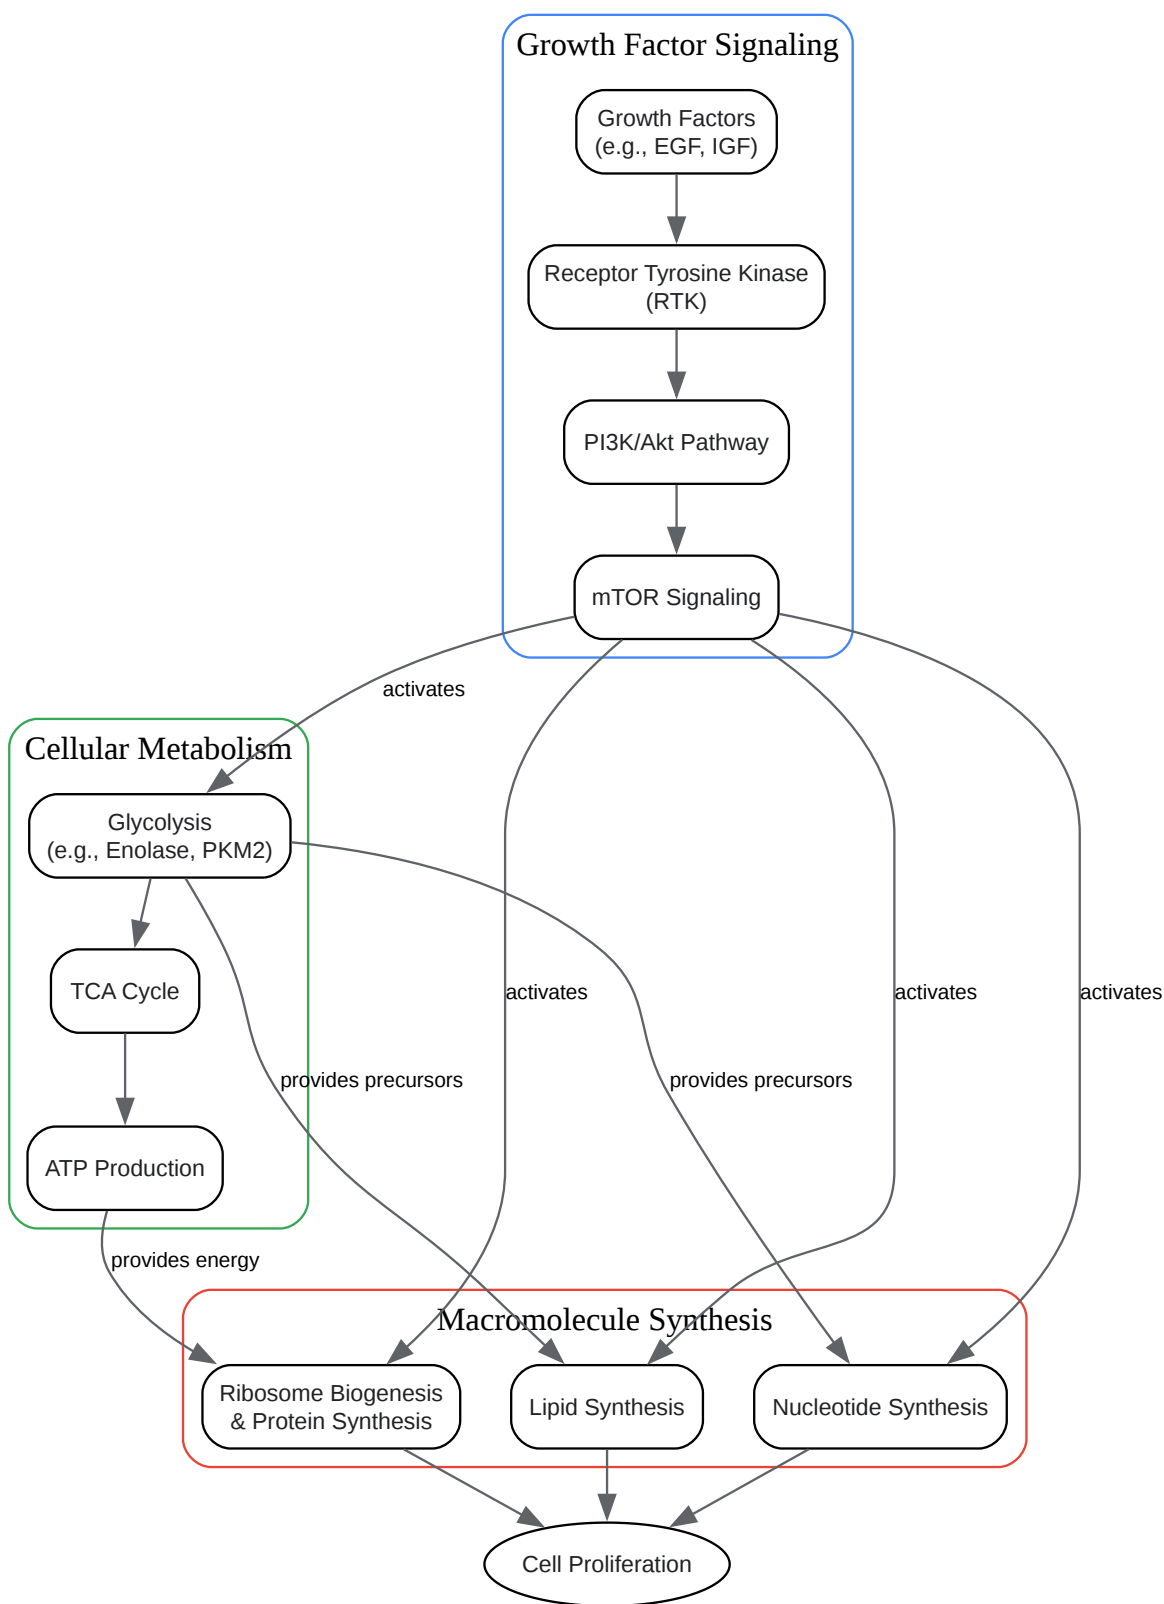 Growth Factor Signaling
Growth Factors
(e.g., EGF, IGF)
Receptor Tyrosine Kinase
(RTK)
PI3K/Akt Pathway
mTOR Signaling
activates
Cellular Metabolism
Glycolysis
(e.g., Enolase, PKM2)
TCA Cycle
activates
activates
activates
provides precursors
provides precursors
ATP Production
provides energy
Macromolecule Synthesis
Ribosome Biogenesis
& Protein Synthesis
Lipid Synthesis
Nucleotide Synthesis
Cell Proliferation